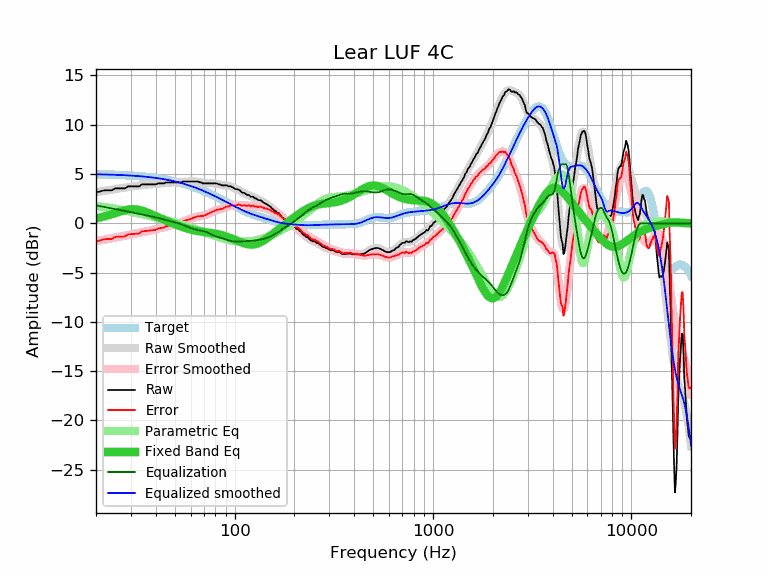 Lear LUF 4C
15
10
5
0
−5
−10
−15
−20
−25
Amplitude (dBr)
Target
Raw Smoothed
Error Smoothed
Raw
Error
Parametric Eq
Fixed Band Eq
Equalization
Equalized smoothed
100 1000 10000
Frequency (Hz)